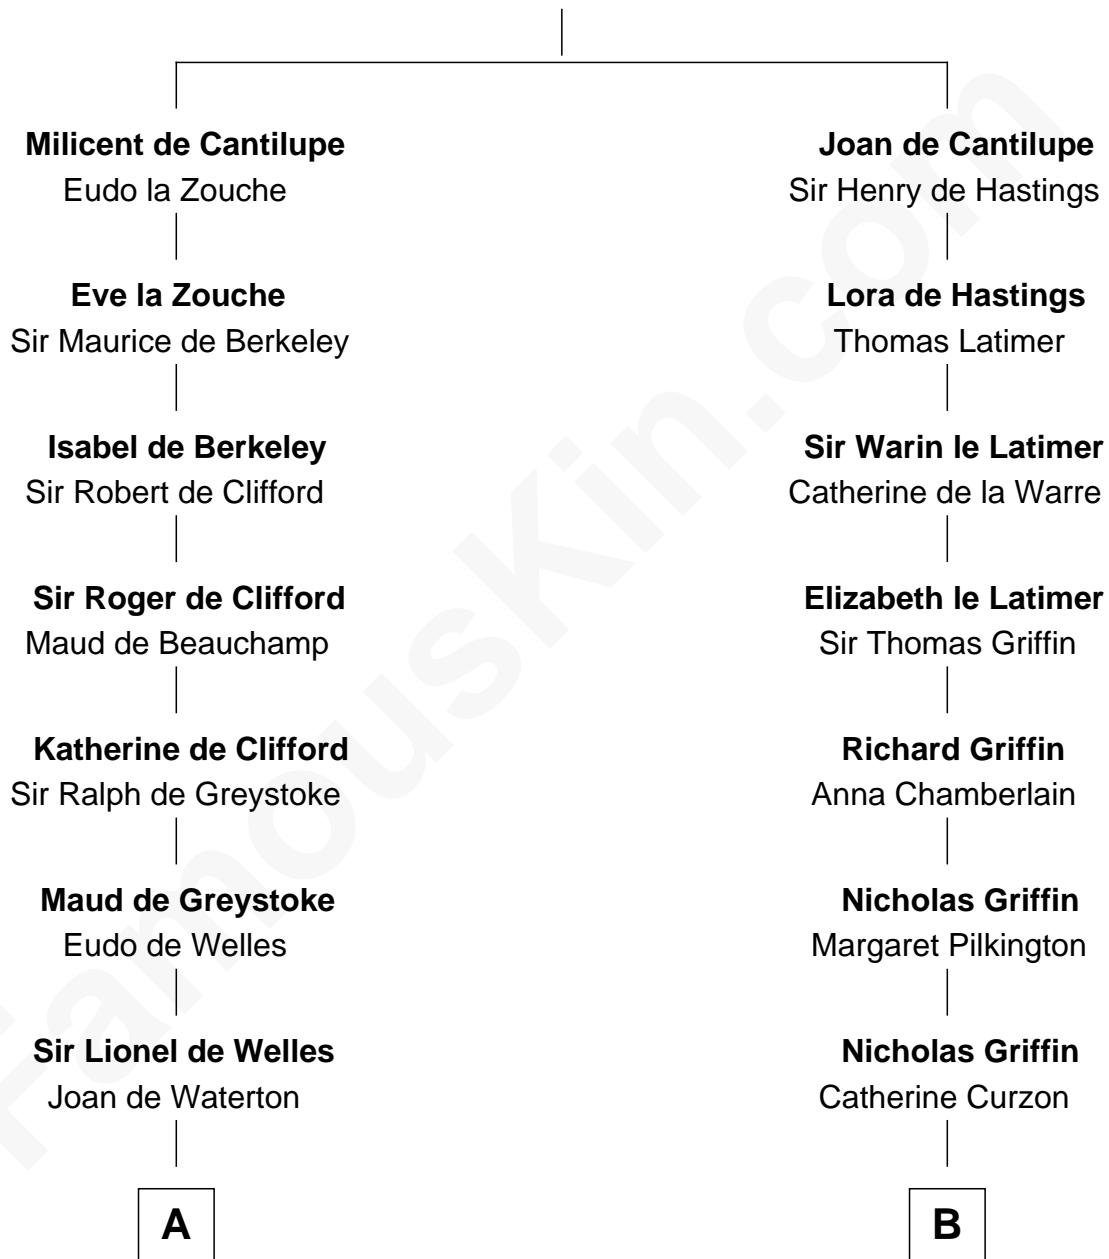 Milicent de Cantilupe
Eudo la Zouche
Eve la Zouche
Sir Maurice de Berkeley
Isabel de Berkeley
Sir Robert de Clifford
Sir Roger de Clifford
Maud de Beauchamp
Katherine de Clifford
Sir Ralph de Greystoke
Maud de Greystoke
Eudo de Welles
Sir Lionel de Welles
Joan de Waterton
A
Joan de Cantilupe
Sir Henry de Hastings
Lora de Hastings
Thomas Latimer
Sir Warin le Latimer
Catherine de la Warre
Elizabeth le Latimer
Sir Thomas Griffin
Richard Griffin
Anna Chamberlain
Nicholas Griffin
Margaret Pilkington
Nicholas Griffin
Catherine Curzon
B
FamousKin.com